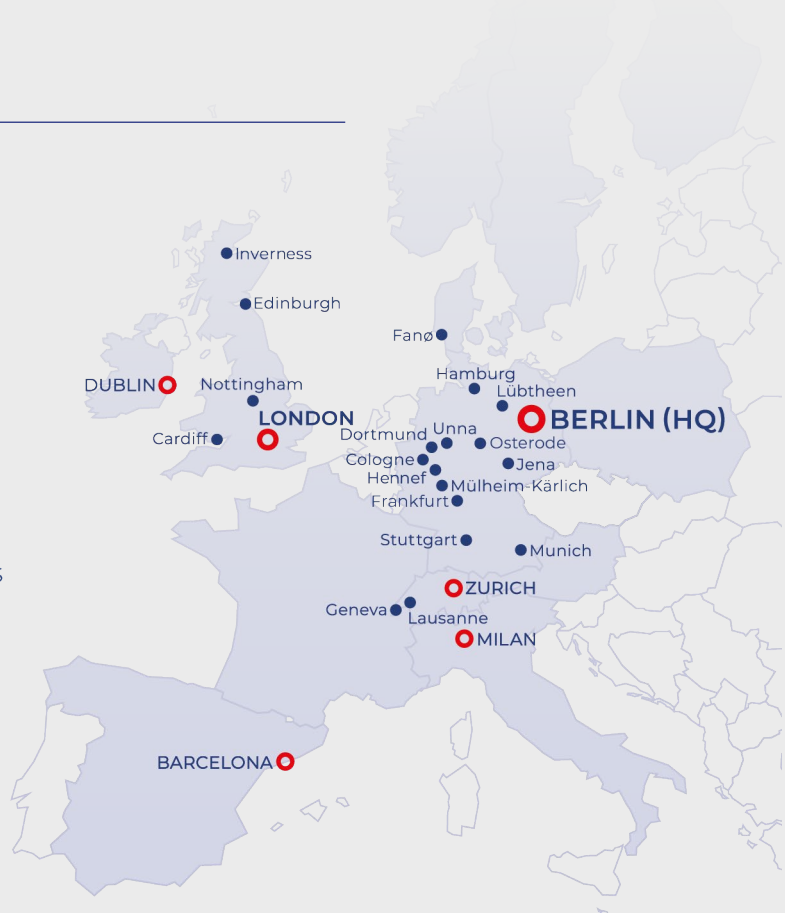 Inverness
Edinburgh
Fanø
Hamburg
DUBLIN
Nottingham
Lübtheen
LONDON
BERLIN (HQ)
Dortmund
Unna
Cardiff
Osterode
Cologne
Jena
Hennef
Mülheim-Kärlich
Frankfurt
Stuttgart
Munich
ZURICH
Geneva
Lausanne
MILAN
BARCELONA